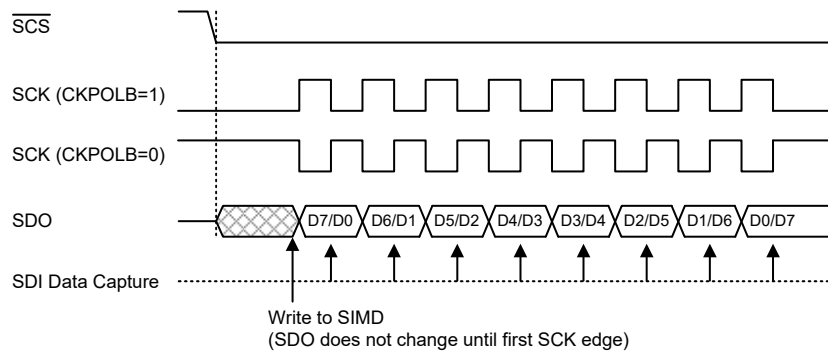 SCS
SCK (CKPOLB=1)
SCK (CKPOLB=0)
SDO
D7/D0 D6/D1 D5/D2 D4/D3 D3/D4 D2/D5 D1/D6 D0/D7
SDI Data Capture
Write to SIMD
(SDO does not change until first SCK edge)